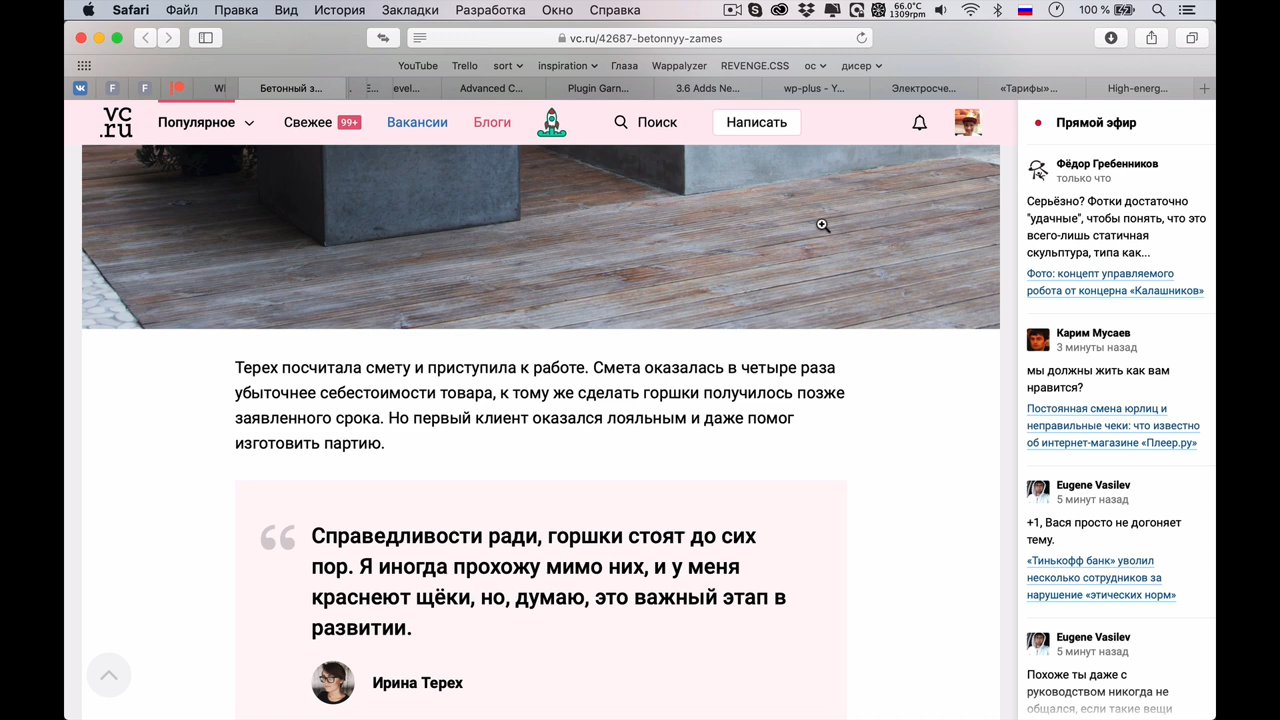 Safari Файл Правка Вид История Закладки Разработка Окно Справка 66.0°C 1309rpm 100 %
vc.ru/42687-betonnyy-zames
YouTube Trello sort inspiration Глаза Wappalyzer REVENGE.CSS ос дисер
F F Бетонный з... Е... evel... Advanced C... Plugin Garn... 3.6 Adds Ne... wp-plus - Y... Электросче... «Тарифы»... High-energ...
vc.ru Популярное Свежее 99+ Вакансии Блоги Поиск Написать
Терех посчитала смету и приступила к работе. Смета оказалась в четыре раза
убыточнее себестоимости товара, к тому же сделать горшки получилось позже
заявленного срока. Но первый клиент оказался лояльным и даже помог
изготовить партию.
Справедливости ради, горшки стоят до сих
пор. Я иногда прохожу мимо них, и у меня
краснеют щёки, но, думаю, это важный этап в
развитии.
Ирина Терех
Прямой эфир
Фёдор Гребенников
только что
Серьёзно? Фотки достаточно
"удачные", чтобы понять, что это
всего-лишь статичная
скульптура, типа как...
Фото: концепт управляемого
робота от концерна «Калашников»
Карим Мусаев
3 минуты назад
мы должны жить как вам
нравится?
Постоянная смена юрлиц и
неправильные чеки: что известно
об интернет-магазине «Плеер.ру»
Eugene Vasilev
5 минут назад
+1, Вася просто не догоняет
тему.
«Тинькофф банк» уволил
несколько сотрудников за
нарушение «этических норм»
Eugene Vasilev
5 минут назад
Похоже ты даже с
руководством никогда не
общался, если такие вещи